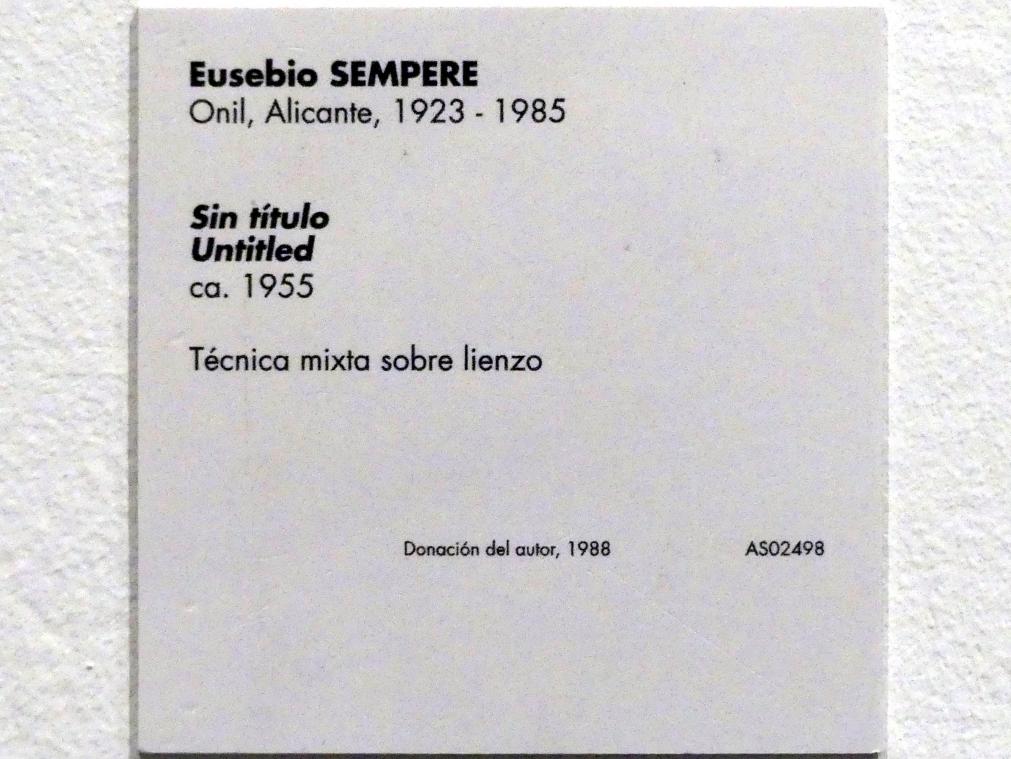 Eusebio SEMPERE
Onil, Alicante, 1923 - 1985
Sin título
Untitled
ca. 1955
Técnica mixta sobre lienzo
Donación del autor, 1988 AS02498